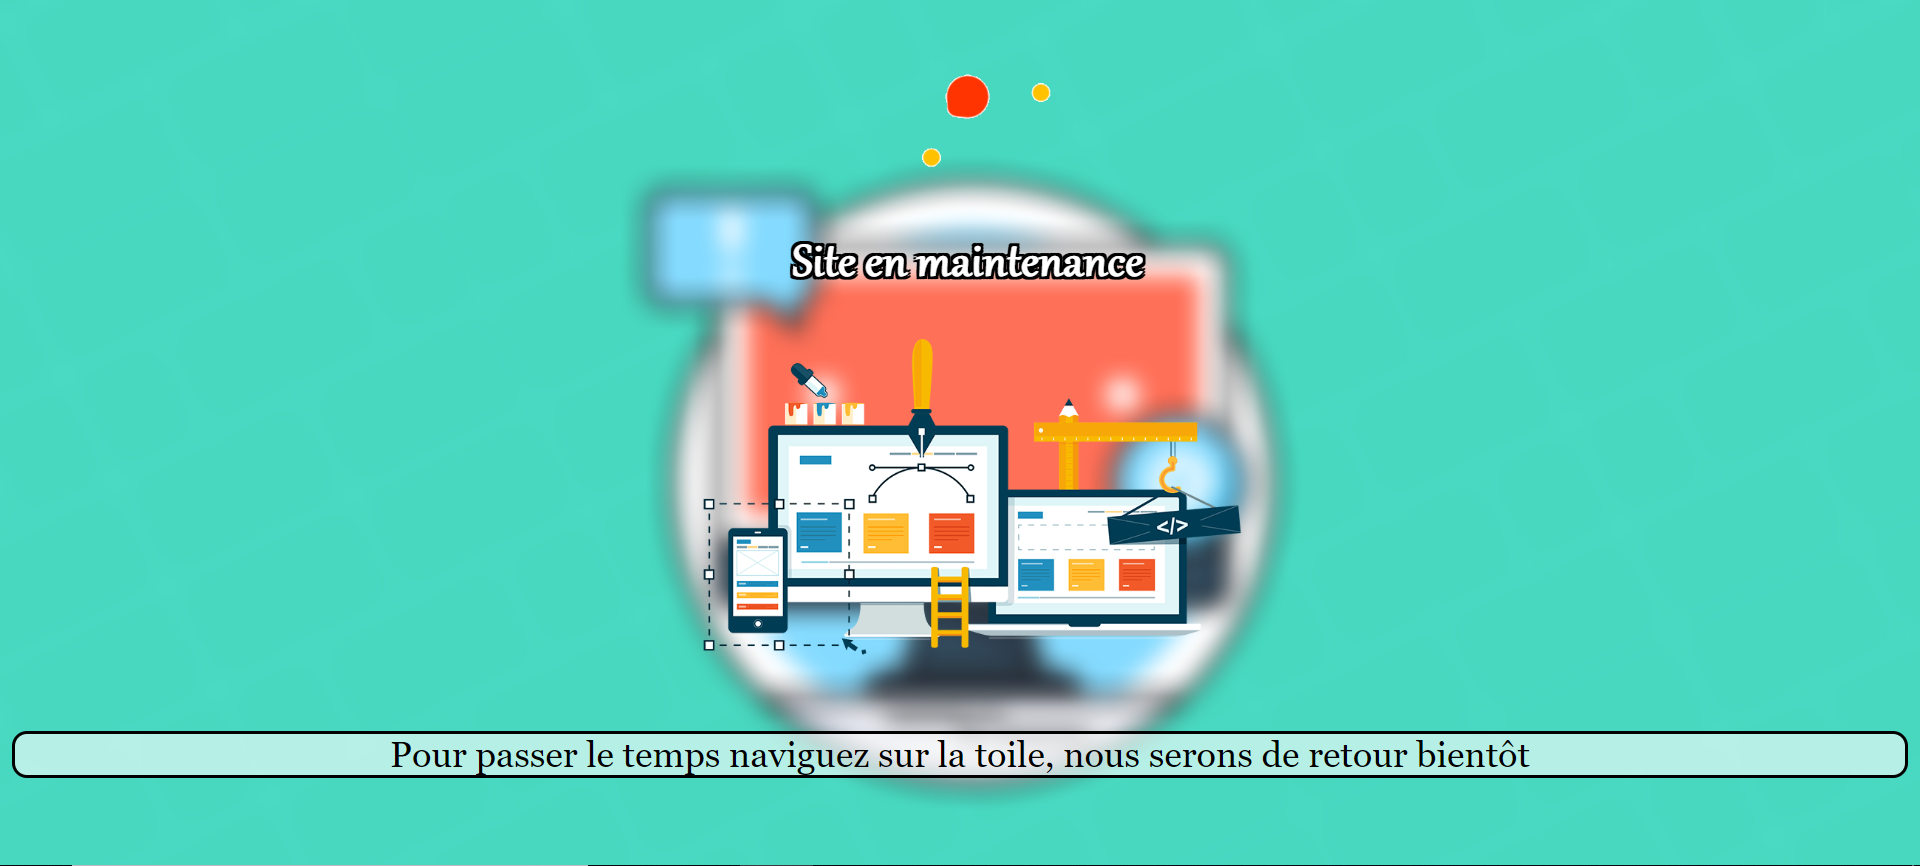 Site en maintenance
</>
Pour passer le temps naviguez sur la toile, nous serons de retour bientôt